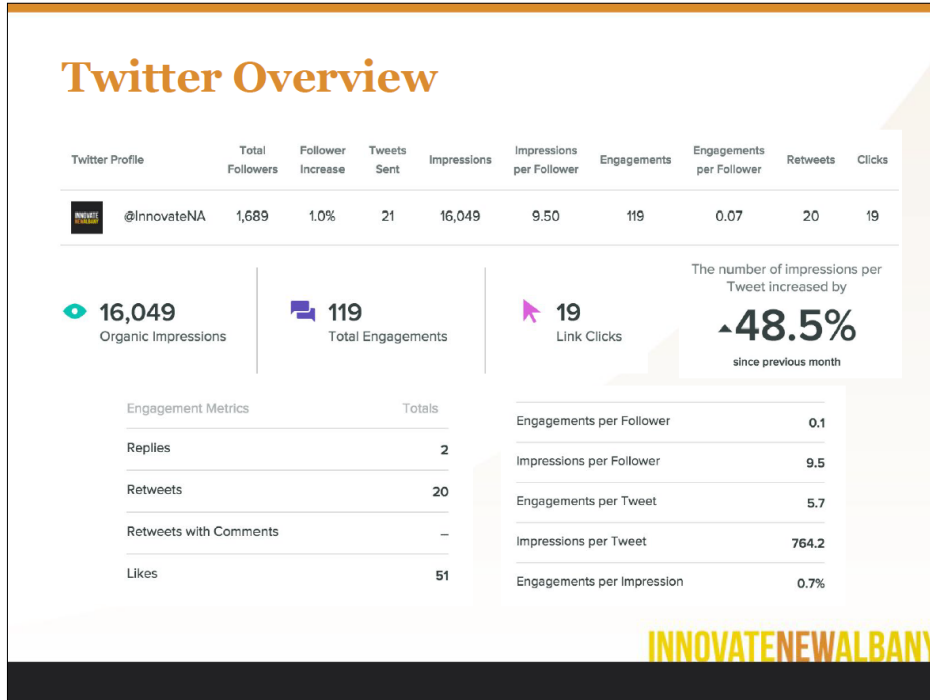 Twitter Overview
Twitter Profile
Total Followers
Follower Increase
Tweets Sent
Impressions
Impressions per Follower
Engagements
Engagements per Follower
Retweets
Clicks
INNOVATE
NEWALBANY
@InnovateNA 1,689 1.0% 21 16,049 9.50 119 0.07 20 19
16,049
Organic Impressions
119
Total Engagements
19
Link Clicks
The number of impressions per
Tweet increased by
48.5%
since previous month
Engagement Metrics Totals
Replies 2
Retweets 20
Retweets with Comments –
Likes 51
Engagements per Follower 0.1
Impressions per Follower 9.5
Engagements per Tweet 5.7
Impressions per Tweet 764.2
Engagements per Impression 0.7%
INNOVATENEWALBANY